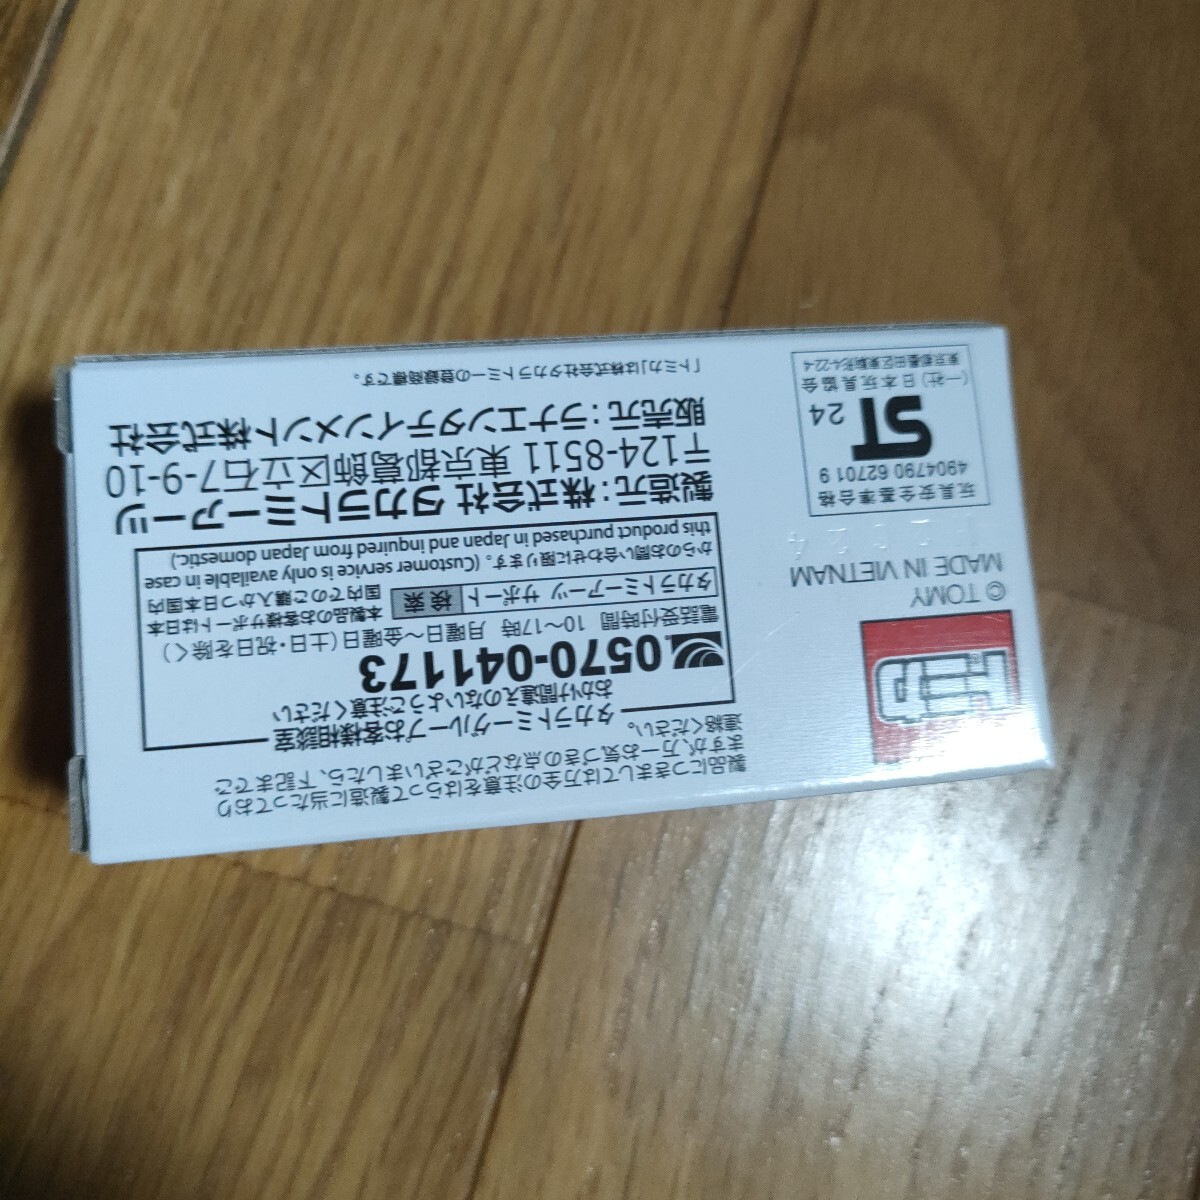 製品につきましては万全の注意をはらって製造に当たっており
ますが、万一お気づきの点などがございましたら、下記までご
連絡ください。
タカラトミーグループお客様相談室
おかけ間違えのないようご注意ください
0570-041173
電話受付時間 10〜17時 月曜日〜金曜日(土日・祝日を除く)
タカラトミーアーツ サポート 検索
本製品のお客様サポートは日本
国内でのご購入かつ日本国内
からのお問い合わせに限ります。(Customer service is only available in case
this product purchased in Japan and inquired from Japan domestic.)
製造元:株式会社 タカラトミーアーツ
〒124-8511 東京都葛飾区立石7-9-10
販売元:ラナエンタテインメント株式会社
「トミカ」は株式会社タカラトミーの登録商標です。
© TOMY
MADE IN VIETNAM
玩具安全基準合格
4904790 62701 9
ST 24
(一社)日本玩具協会
東京都墨田区東駒形4-22-4